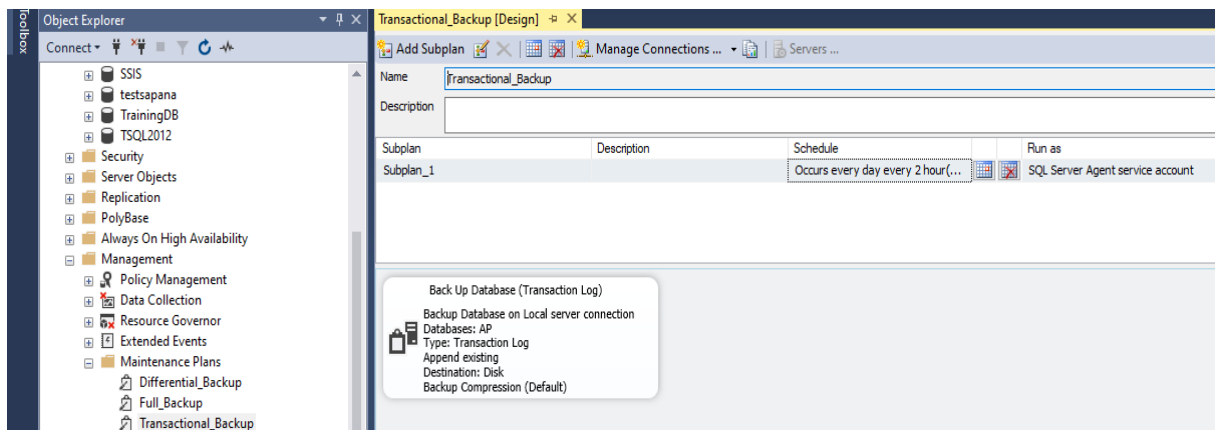 Toolbox
Object Explorer
Connect
SSIS
testsapana
TrainingDB
TSQL2012
Security
Server Objects
Replication
PolyBase
Always On High Availability
Management
Policy Management
Data Collection
Resource Governor
Extended Events
Maintenance Plans
Differential_Backup
Full_Backup
Transactional_Backup
Transactional_Backup [Design]
Add Subplan Manage Connections ... Servers ...
Name Transactional_Backup
Description
Subplan Description Schedule Run as
Subplan_1 Occurs every day every 2 hour(... SQL Server Agent service account
Back Up Database (Transaction Log)
Backup Database on Local server connection
Databases: AP
Type: Transaction Log
Append existing
Destination: Disk
Backup Compression (Default)